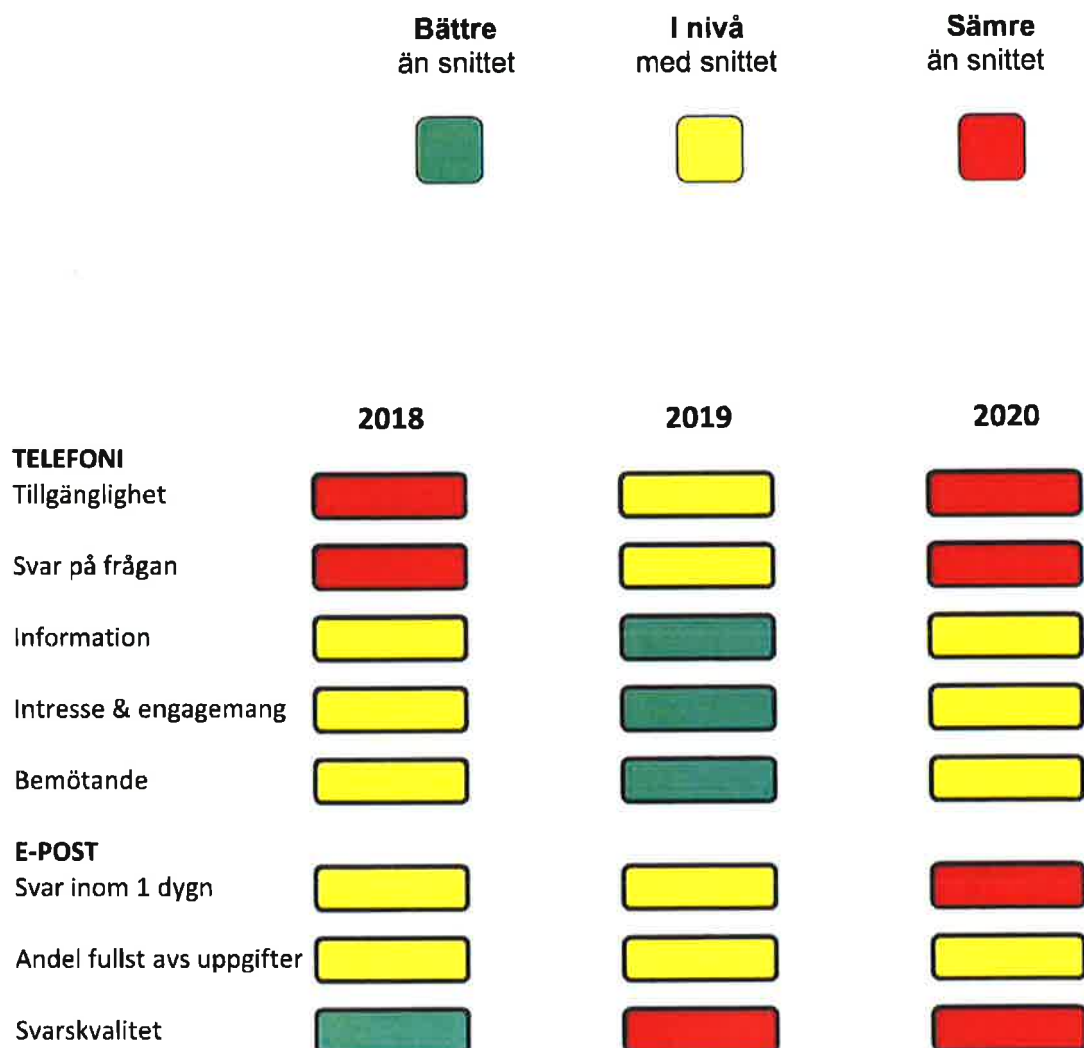 Bättre
än snittet
I nivå
med snittet
Sämre
än snittet
2018
2019
2020
TELEFONI
Tillgänglighet
Svar på frågan
Information
Intresse & engagemang
Bemötande
E-POST
Svar inom 1 dygn
Andel fullst avs uppgifter
Svarskvalitet